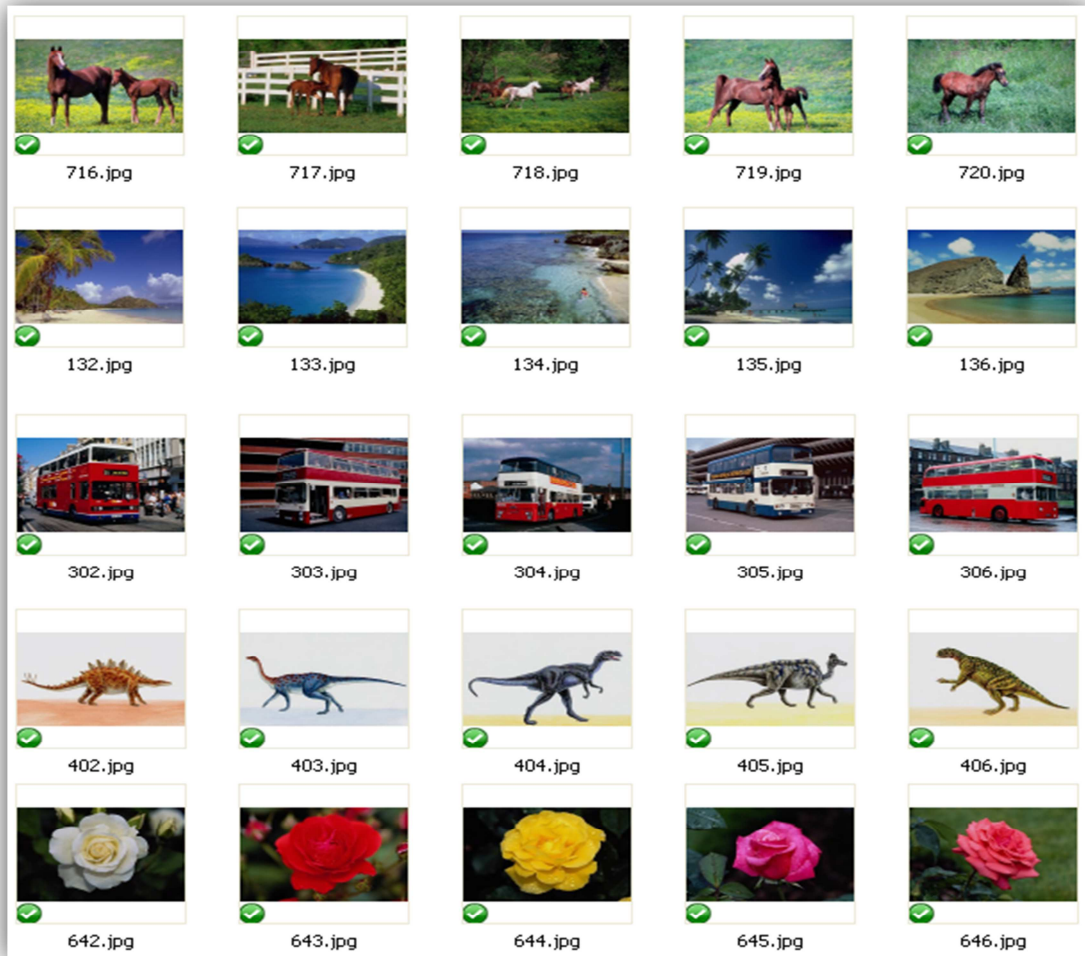 716.jpg 717.jpg 718.jpg 719.jpg 720.jpg
132.jpg 133.jpg 134.jpg 135.jpg 136.jpg
302.jpg 303.jpg 304.jpg 305.jpg 306.jpg
402.jpg 403.jpg 404.jpg 405.jpg 406.jpg
642.jpg 643.jpg 644.jpg 645.jpg 646.jpg